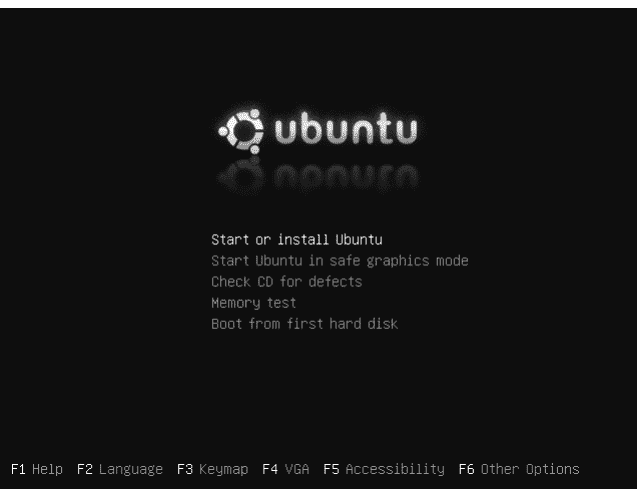 ubuntu
Start or install Ubuntu
Start Ubuntu in safe graphics mode
Check CD for defects
Memory test
Boot from first hard disk
F1 Help F2 Language F3 Keymap F4 VGA F5 Accessibility F6 Other Options